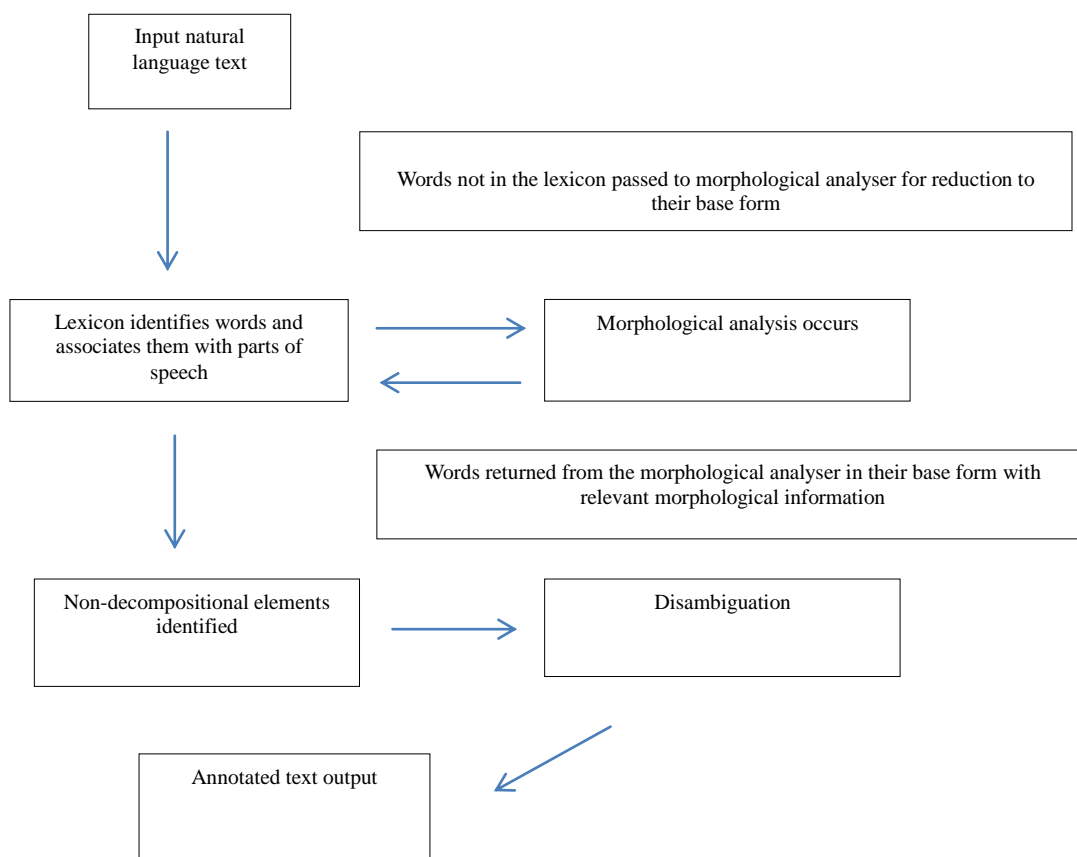 Input natural
language text
Words not in the lexicon passed to morphological analyser for reduction to
their base form
Lexicon identifies words and
associates them with parts of
speech
Morphological analysis occurs
Words returned from the morphological analyser in their base form with
relevant morphological information
Non-decompositional elements
identified
Disambiguation
Annotated text output